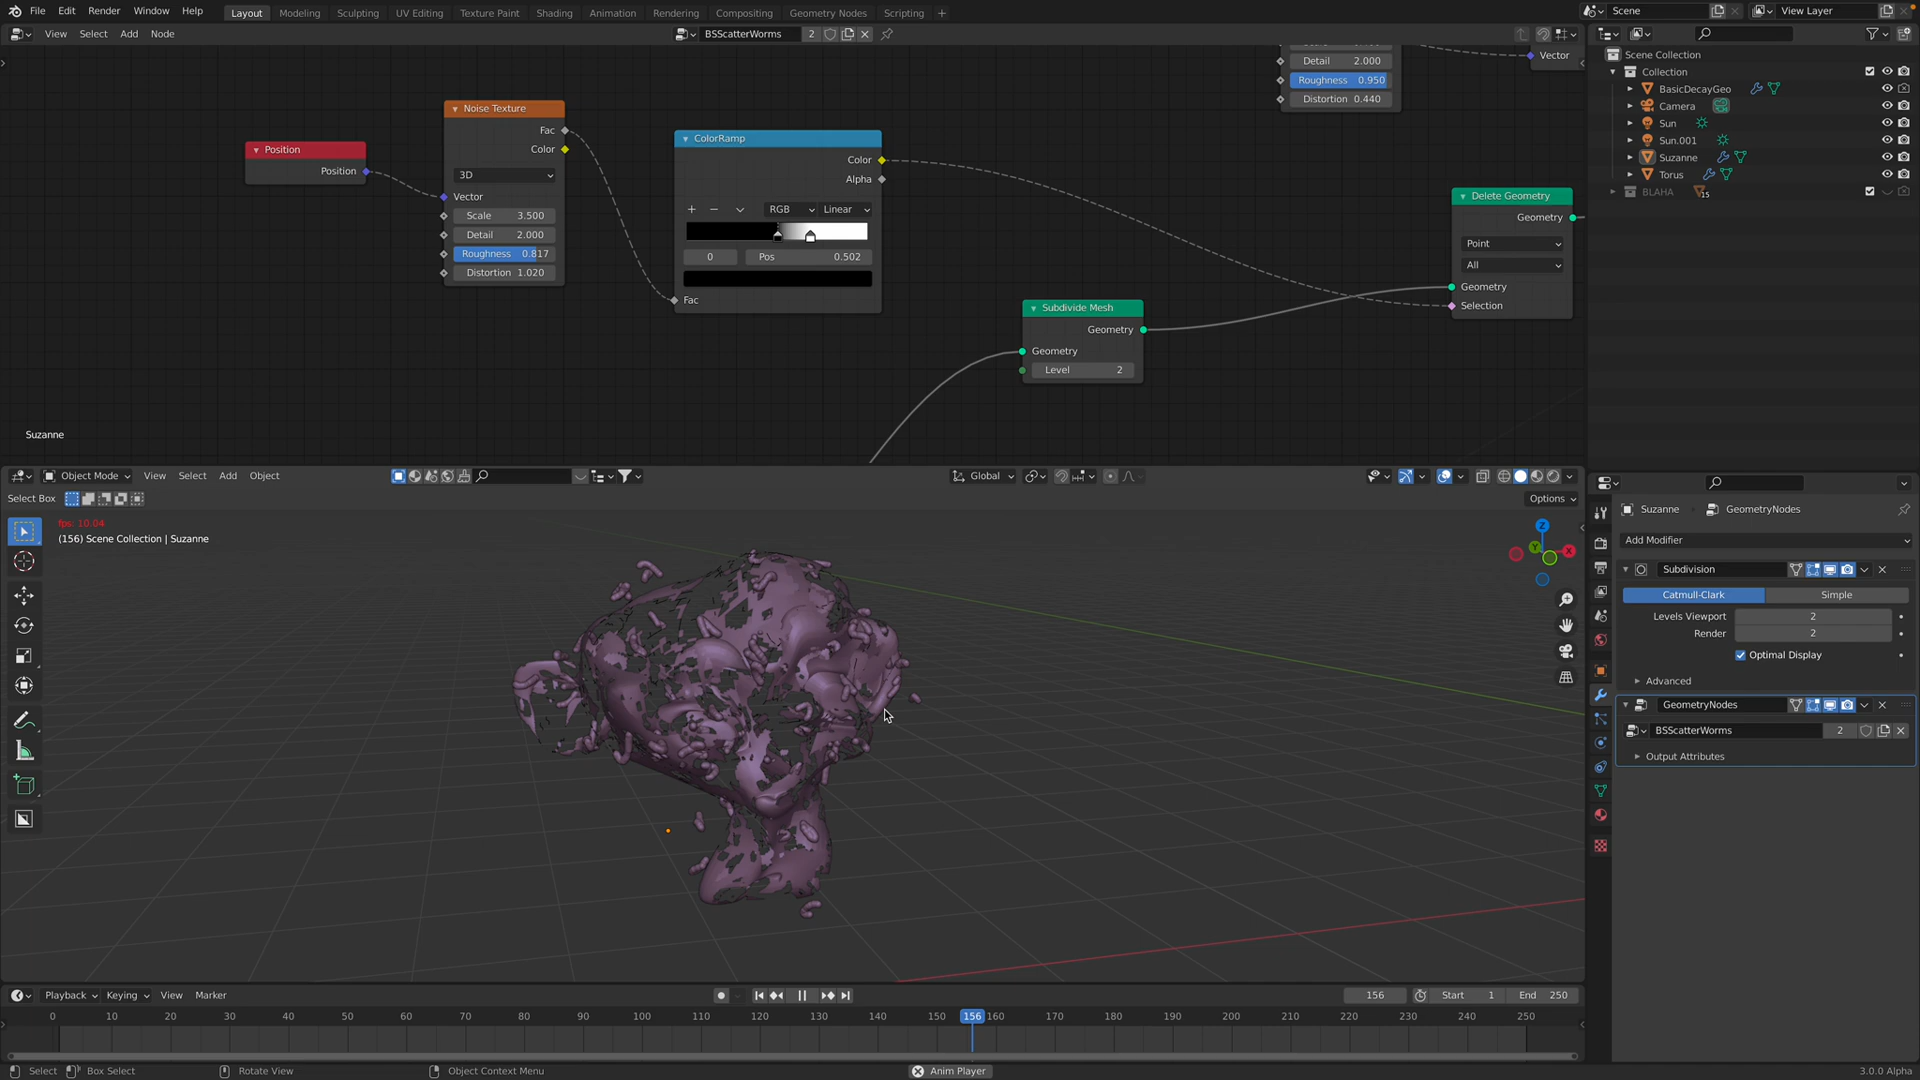 File Edit Render Window Help Layout Modeling Sculpting UV Editing Texture Paint Shading Animation Rendering Compositing Geometry Nodes Scripting Scene View Layer
View Select Add Node BSScatterWorms 2
Detail 2.000
Roughness 0.950
Distortion 0.440
Vector
Position
Position
Noise Texture
Fac
Color
3D
Vector
Scale 3.500
Detail 2.000
Roughness 0.817
Distortion 1.020
ColorRamp
Color
Alpha
RGB Linear
0 Pos 0.502
Fac
Subdivide Mesh
Geometry
Geometry
Level 2
Delete Geometry
Geometry
Point
All
Geometry
Selection
Suzanne
Scene Collection
Collection
BasicDecayGeo
Camera
Sun
Sun.001
Suzanne
Torus
BLAHA 15
Object Mode View Select Add Object Global
Select Box Options
fps: 10.04
(156) Scene Collection | Suzanne
Z
Y X
Suzanne GeometryNodes
Add Modifier
Subdivision
Catmull-Clark Simple
Levels Viewport 2
Render 2
Optimal Display
Advanced
GeometryNodes
BSScatterWorms 2
Output Attributes
Playback Keying View Marker 156 Start 1 End 250
0 10 20 30 40 50 60 70 80 90 100 110 120 130 140 150 156 160 170 180 190 200 210 220 230 240 250
Select Box Select Rotate View Object Context Menu Anim Player 3.0.0 Alpha